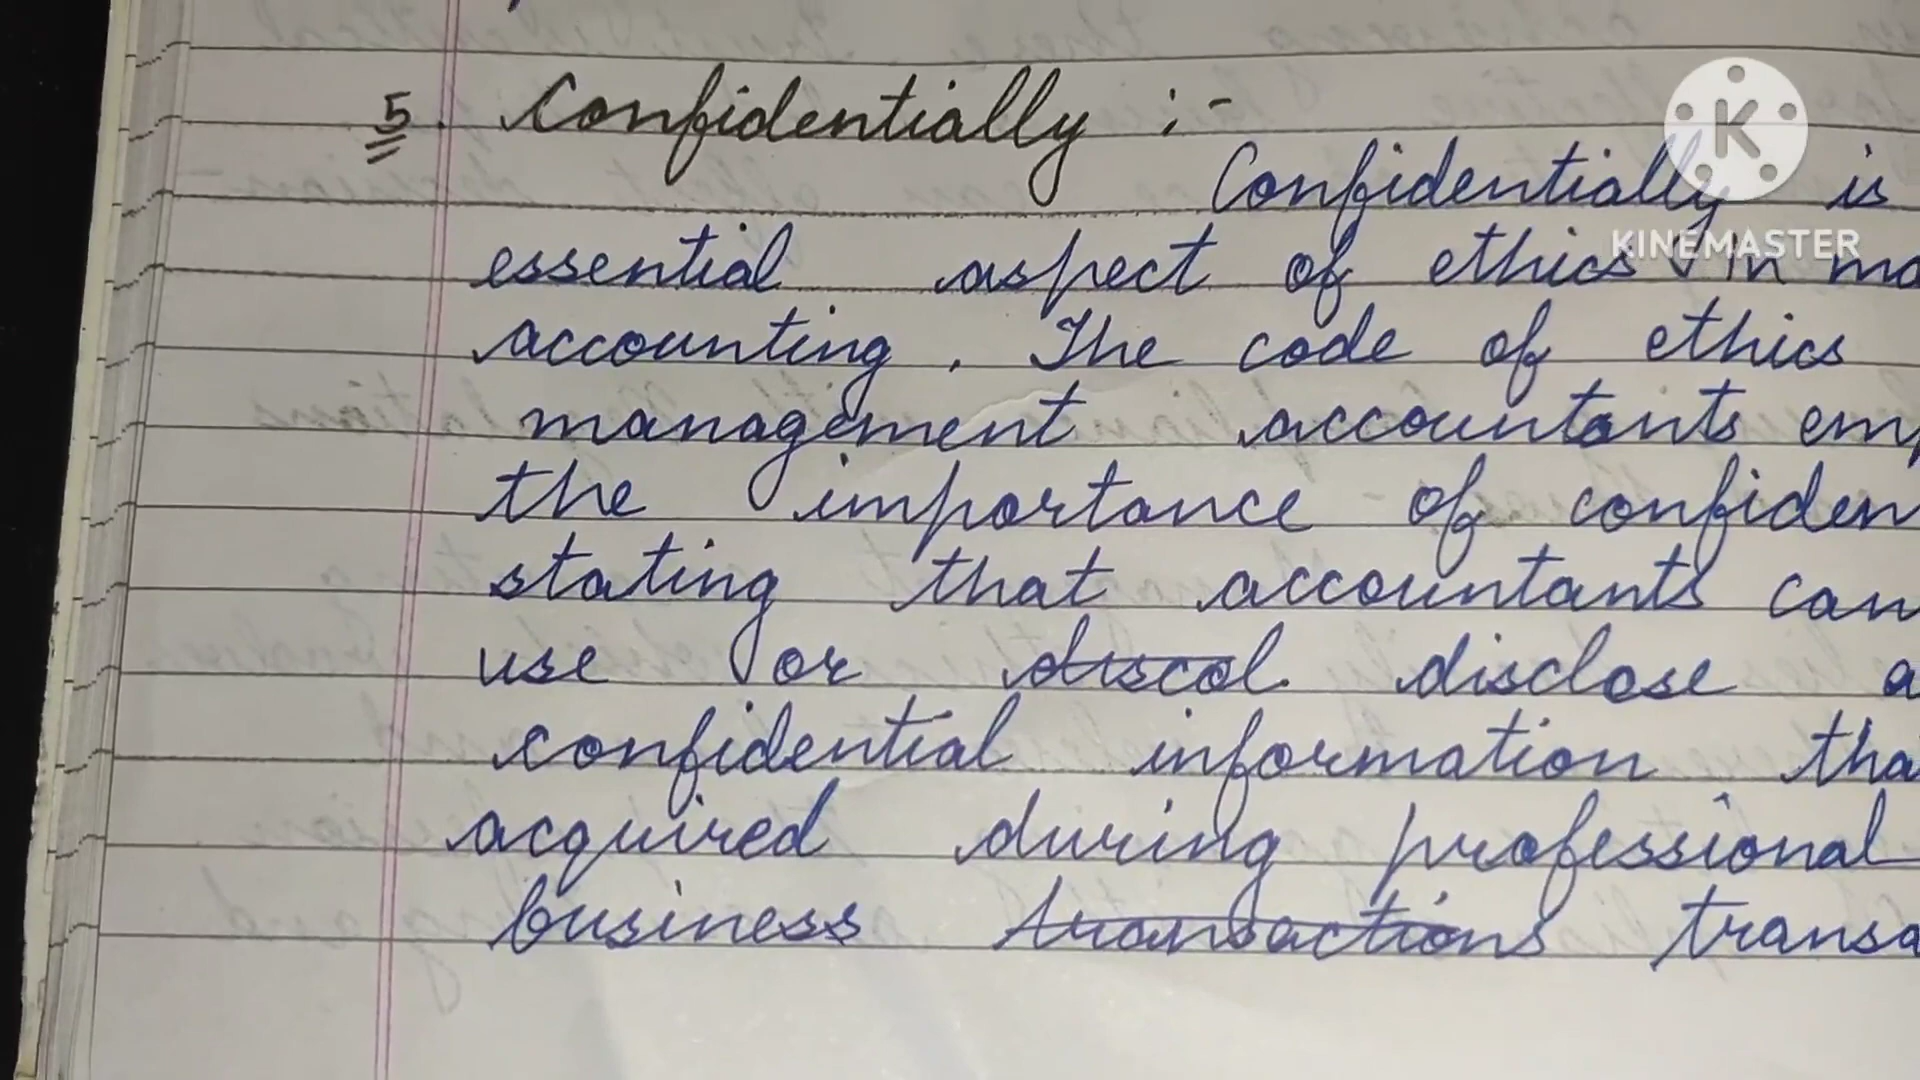 5. Confidentially :-
Confidentially is
essential aspect of ethics in ma
accounting. The code of ethics
management accountants emp
the importance of confiden
stating that accountants can
use or discol. disclose a
confidential information tha
acquired during professional
business transactions transa
K
KINEMASTER